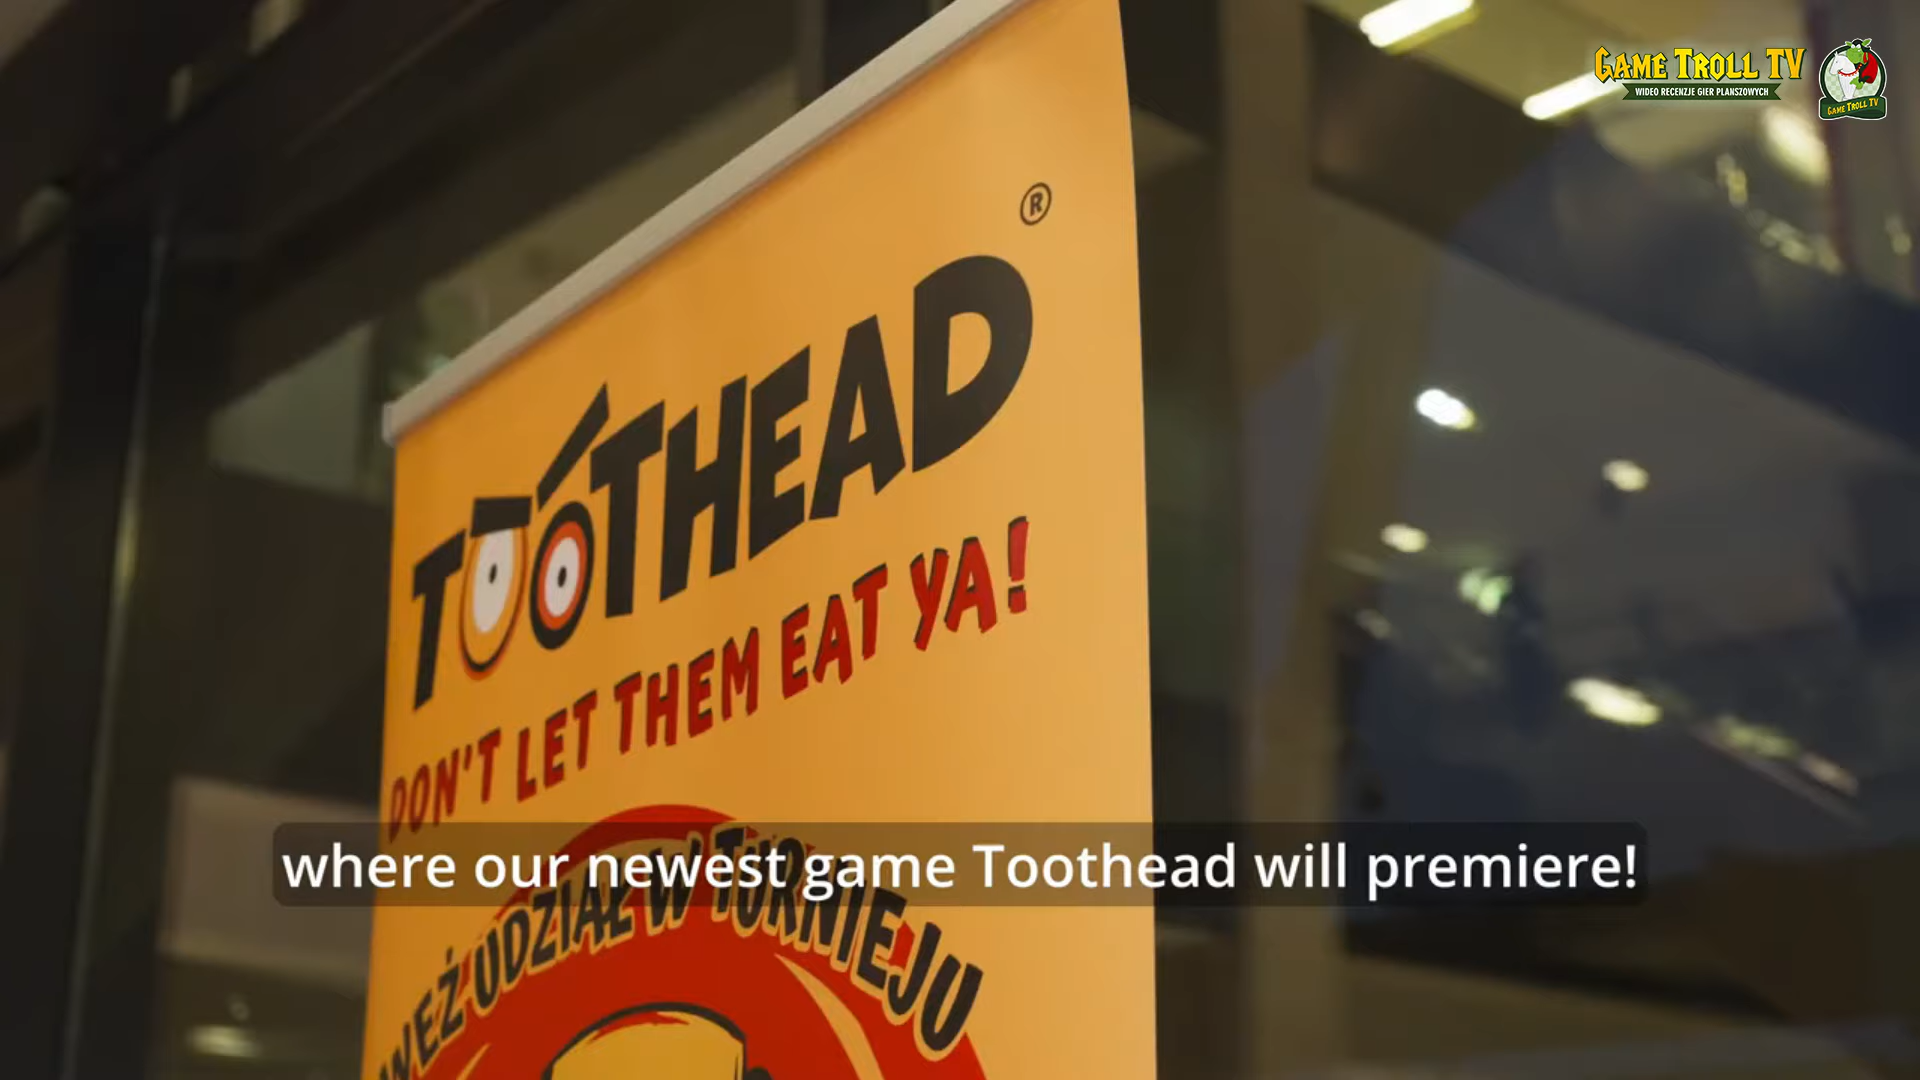 GAME TROLL TV
WIDEO RECENZJE GIER PLANSZOWYCH
GAME TROLL TV
®
TOOTHEAD
DON'T LET THEM EAT YA!
where our newest game Toothead will premiere!
WEŹ UDZIAŁ W TURNIEJU